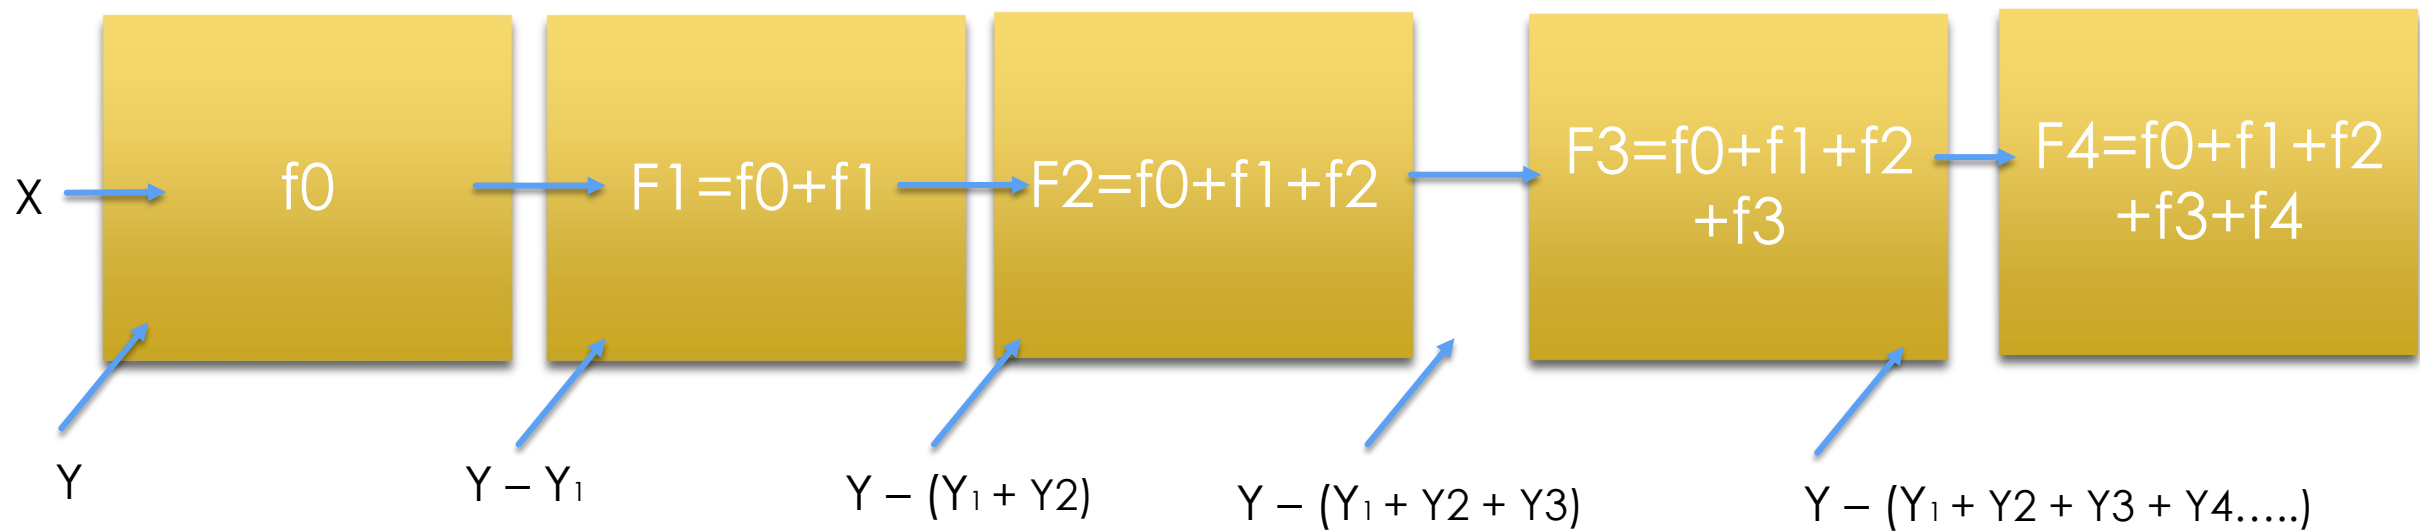 X
f0
F1=f0+f1
F2=f0+f1+f2
F3=f0+f1+f2
+f3
F4=f0+f1+f2
+f3+f4
Y
Y – Y₁
Y – (Y₁ + Y2)
Y – (Y₁ + Y2 + Y3)
Y – (Y₁ + Y2 + Y3 + Y4.....)